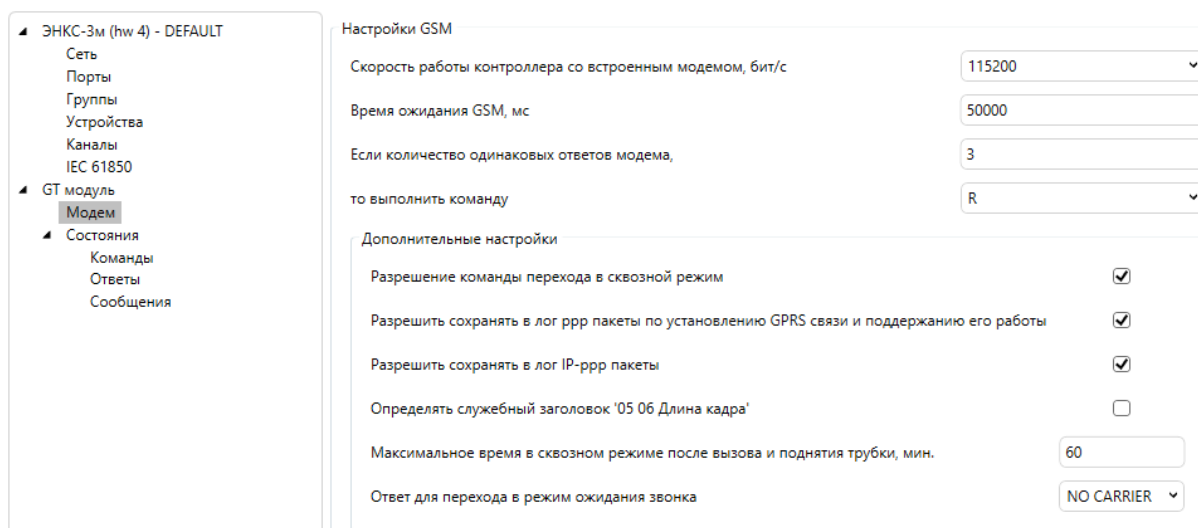 ЭНКС-3м (hw 4) - DEFAULT
Сеть
Порты
Группы
Устройства
Каналы
IEC 61850
GT модуль
Модем
Состояния
Команды
Ответы
Сообщения
Настройки GSM
Скорость работы контроллера со встроенным модемом, бит/с 115200
Время ожидания GSM, мс 50000
Если количество одинаковых ответов модема, 3
то выполнить команду R
Дополнительные настройки
Разрешение команды перехода в сквозной режим
Разрешить сохранять в лог ppp пакеты по установлению GPRS связи и поддержанию его работы
Разрешить сохранять в лог IP-ppp пакеты
Определять служебный заголовок '05 06 Длина кадра'
Максимальное время в сквозном режиме после вызова и поднятия трубки, мин. 60
Ответ для перехода в режим ожидания звонка NO CARRIER